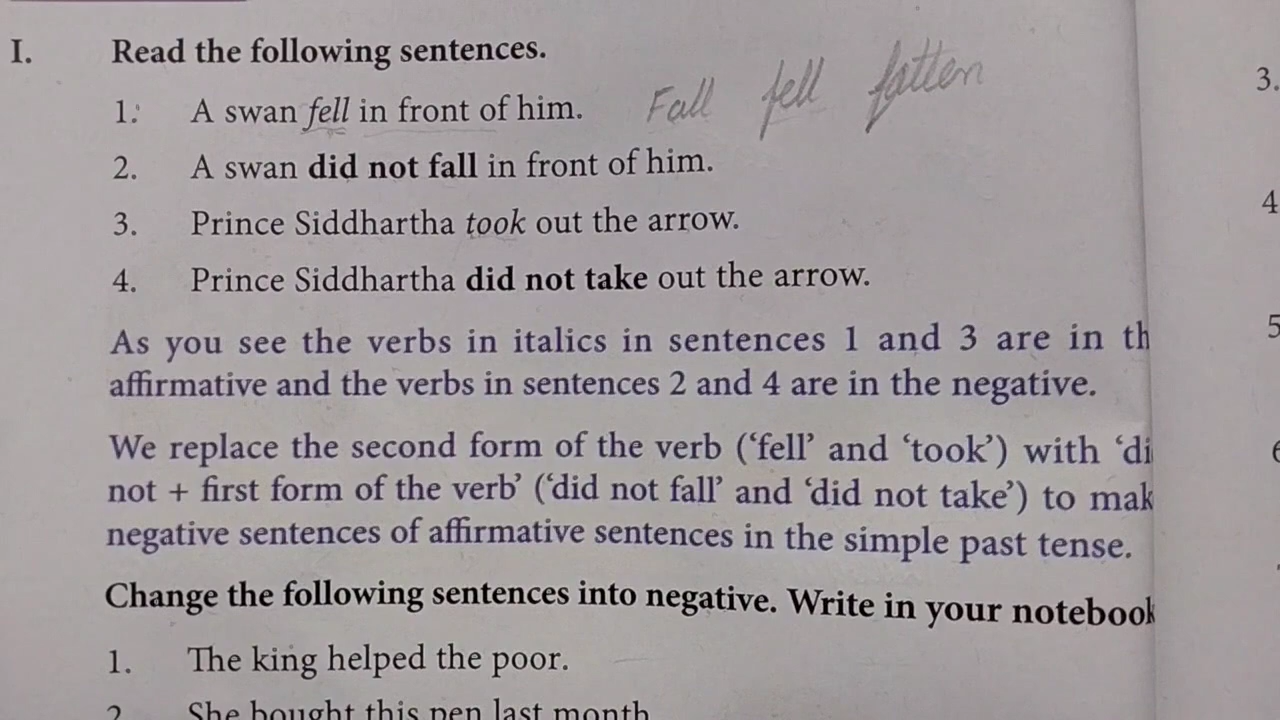 I. Read the following sentences.
1. A swan fell in front of him. Fall fell fallen
2. A swan did not fall in front of him.
3. Prince Siddhartha took out the arrow.
4. Prince Siddhartha did not take out the arrow.
As you see the verbs in italics in sentences 1 and 3 are in th
affirmative and the verbs in sentences 2 and 4 are in the negative.
We replace the second form of the verb (‘fell’ and ‘took’) with ‘di
not + first form of the verb’ (‘did not fall’ and ‘did not take’) to mak
negative sentences of affirmative sentences in the simple past tense.
Change the following sentences into negative. Write in your notebook
1. The king helped the poor.
2. She bought this pen last month
3.
4
5
6